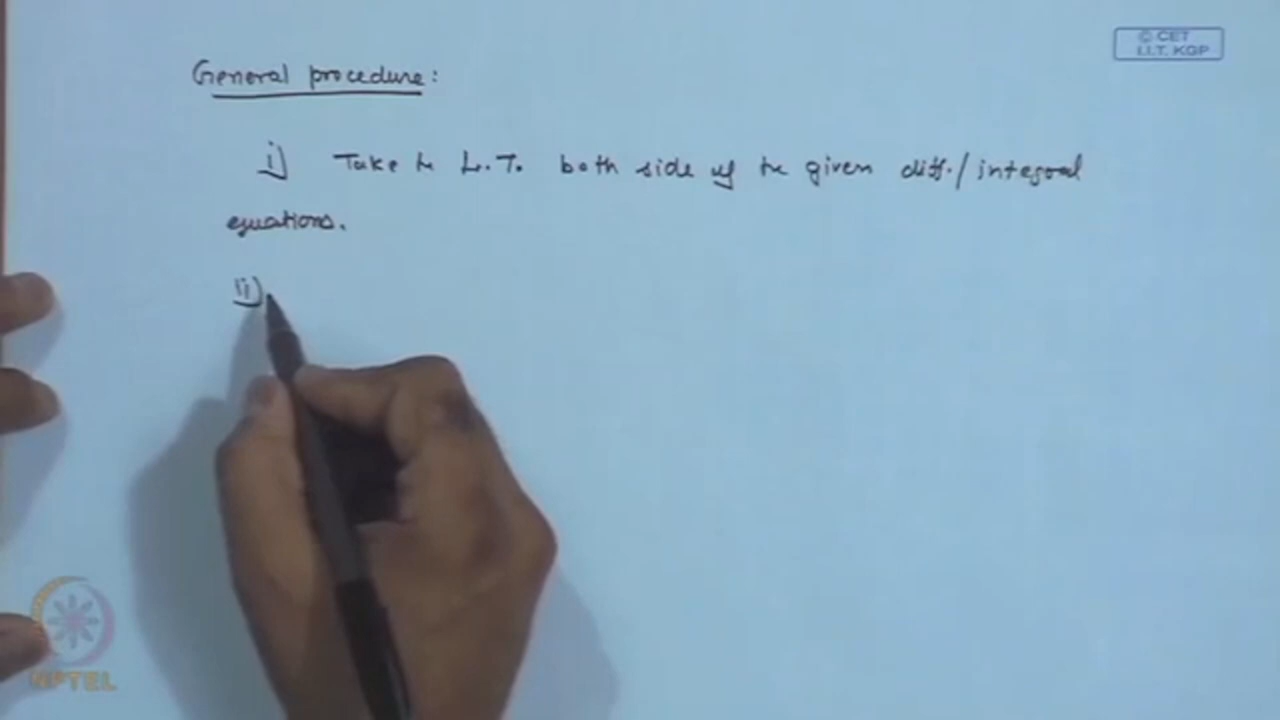 © CET
I.I.T. KGP
General procedure:
i) Take the L.T. both side of the given diff./integral
equations.
ii)
NPTEL